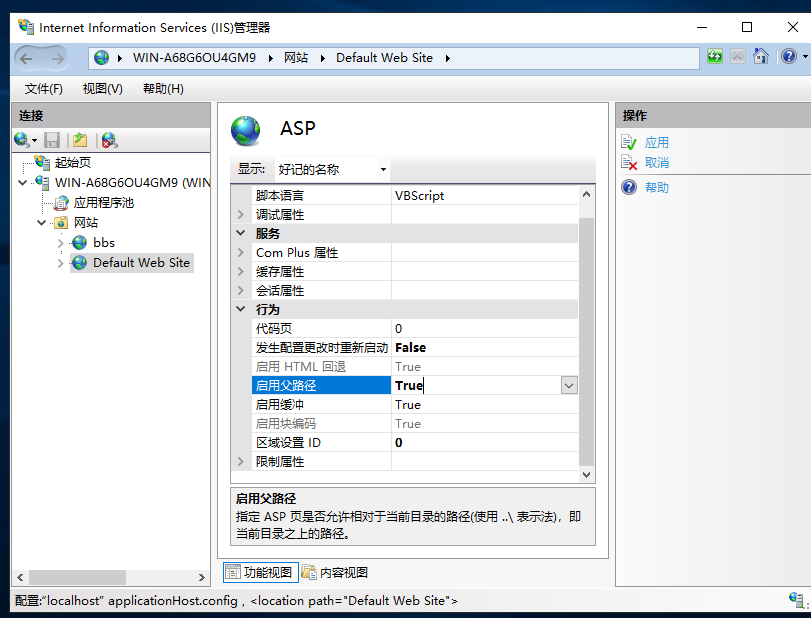 Internet Information Services (IIS)管理器
WIN-A68G6OU4GM9 网站 Default Web Site
文件(F) 视图(V) 帮助(H)
连接
起始页
WIN-A68G6OU4GM9 (WIN
应用程序池
网站
bbs
Default Web Site
ASP
显示: 好记的名称
脚本语言 VBScript
调试属性
服务
Com Plus 属性
缓存属性
会话属性
行为
代码页 0
发生配置更改时重新启动 False
启用 HTML 回退 True
启用父路径 True
启用缓冲 True
启用块编码 True
区域设置 ID 0
限制属性
启用父路径
指定 ASP 页是否允许相对于当前目录的路径(使用 ..\ 表示法)，即
当前目录之上的路径。
功能视图 内容视图
操作
应用
取消
帮助
配置:“localhost” applicationHost.config , <location path="Default Web Site">